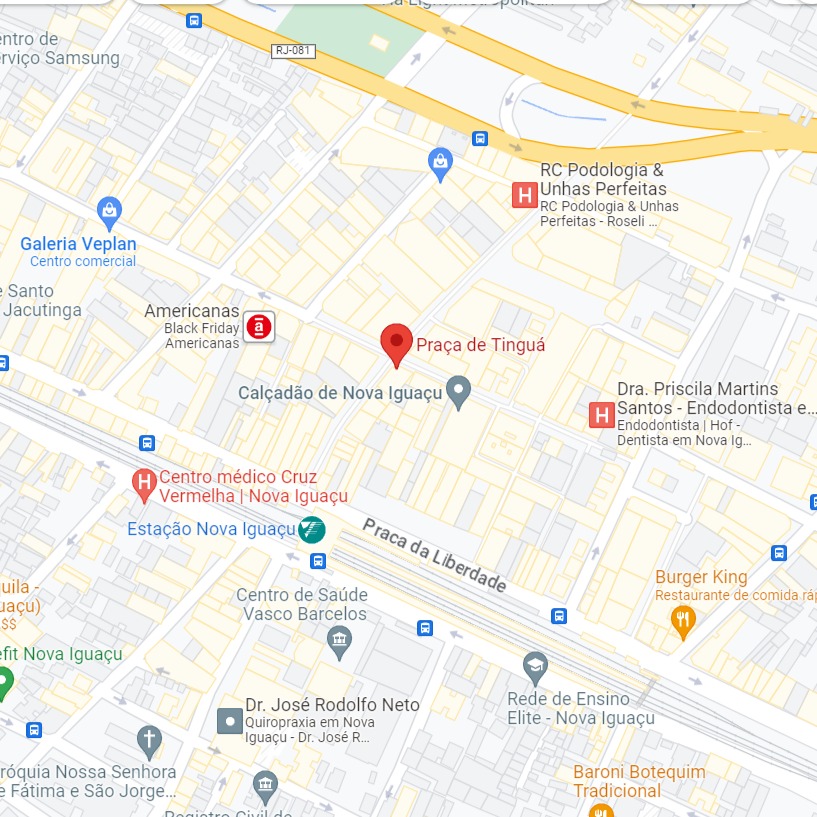 RJ-081
entro de
erviço Samsung
RC Podologia &
Unhas Perfeitas
RC Podologia & Unhas
Perfeitas - Roseli ...
Galeria Veplan
Centro comercial
e Santo
Jacutinga
Americanas
Black Friday
Americanas
Praça de Tinguá
Calçadão de Nova Iguaçu
Dra. Priscila Martins
Santos - Endodontista e...
Endodontista | Hof -
Dentista em Nova Ig...
Centro médico Cruz
Vermelha | Nova Iguaçu
Estação Nova Iguaçu
Praca da Liberdade
Centro de Saúde
Vasco Barcelos
Burger King
Restaurante de comida ráp
uila -
uaçu)
$$
efit Nova Iguaçu
Rede de Ensino
Elite - Nova Iguaçu
Dr. José Rodolfo Neto
Quiropraxia em Nova
Iguaçu - Dr. José R...
róquia Nossa Senhora
e Fátima e São Jorge...
Baroni Botequim
Tradicional
Registro Civil de